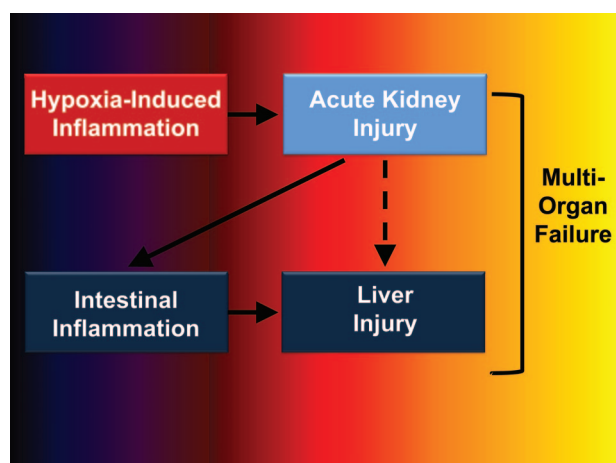 Hypoxia-Induced
Inflammation
Acute Kidney
Injury
Multi-
Organ
Failure
Intestinal
Inflammation
Liver
Injury